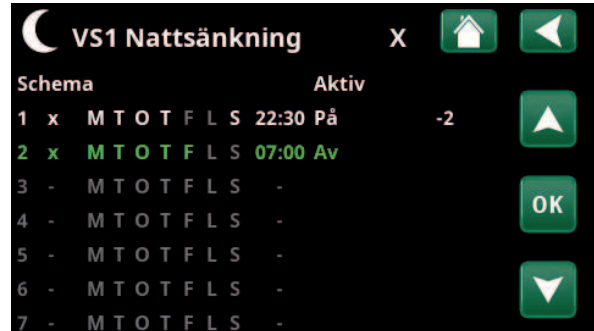 VS1 Nattsänkning X
Schema Aktiv
1 x M T O T F L S 22:30 På -2
2 x M T O T F L S 07:00 Av
3 - M T O T F L S -
4 - M T O T F L S -
OK
5 - M T O T F L S -
6 - M T O T F L S -
7 - M T O T F L S -